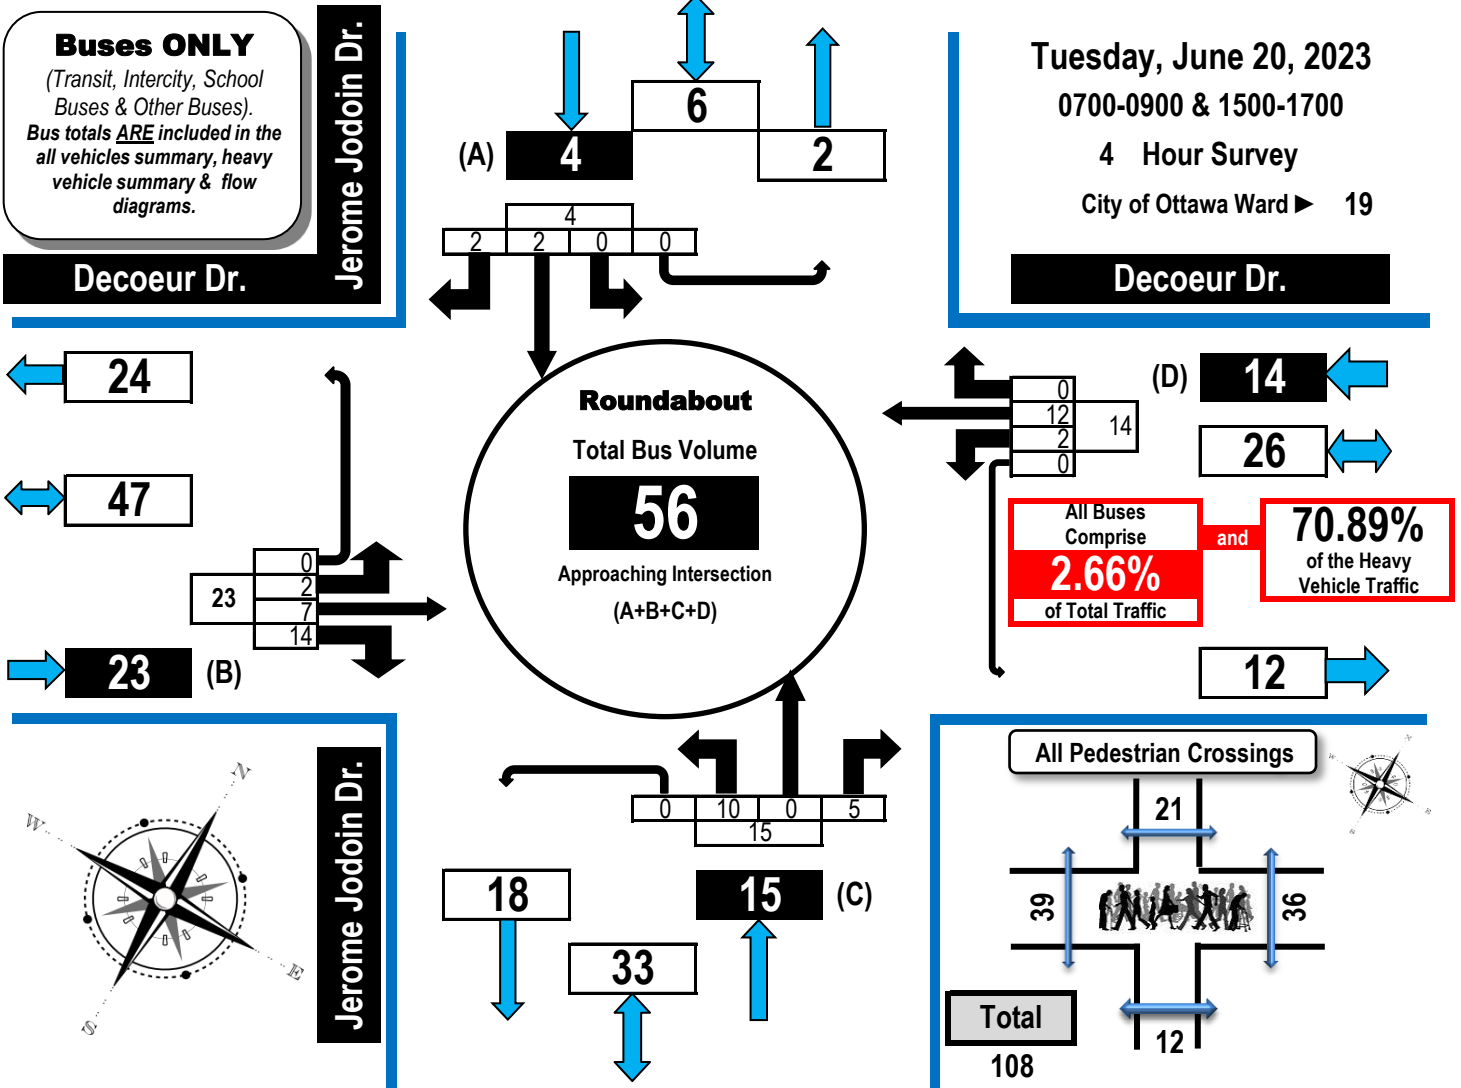 Buses ONLY
(Transit, Intercity, School
Buses & Other Buses).
Bus totals ARE included in the
all vehicles summary, heavy
vehicle summary & flow
diagrams.
Jerome Jodoin Dr.
Decoeur Dr.
6
(A) 4
2
4
2 2 0 0
Tuesday, June 20, 2023
0700-0900 & 1500-1700
4 Hour Survey
City of Ottawa Ward ► 19
Decoeur Dr.
24
47
0
2
7
14
23
23 (B)
Roundabout
Total Bus Volume
56
Approaching Intersection
(A+B+C+D)
0
12
2
0
14
(D) 14
26
All Buses
Comprise
2.66%
of Total Traffic
and
70.89%
of the Heavy
Vehicle Traffic
12
0 10 0 5
15
18
15 (C)
33
Jerome Jodoin Dr.
N
W
E
S
All Pedestrian Crossings
N
W
E
S
21
39
36
12
Total
108